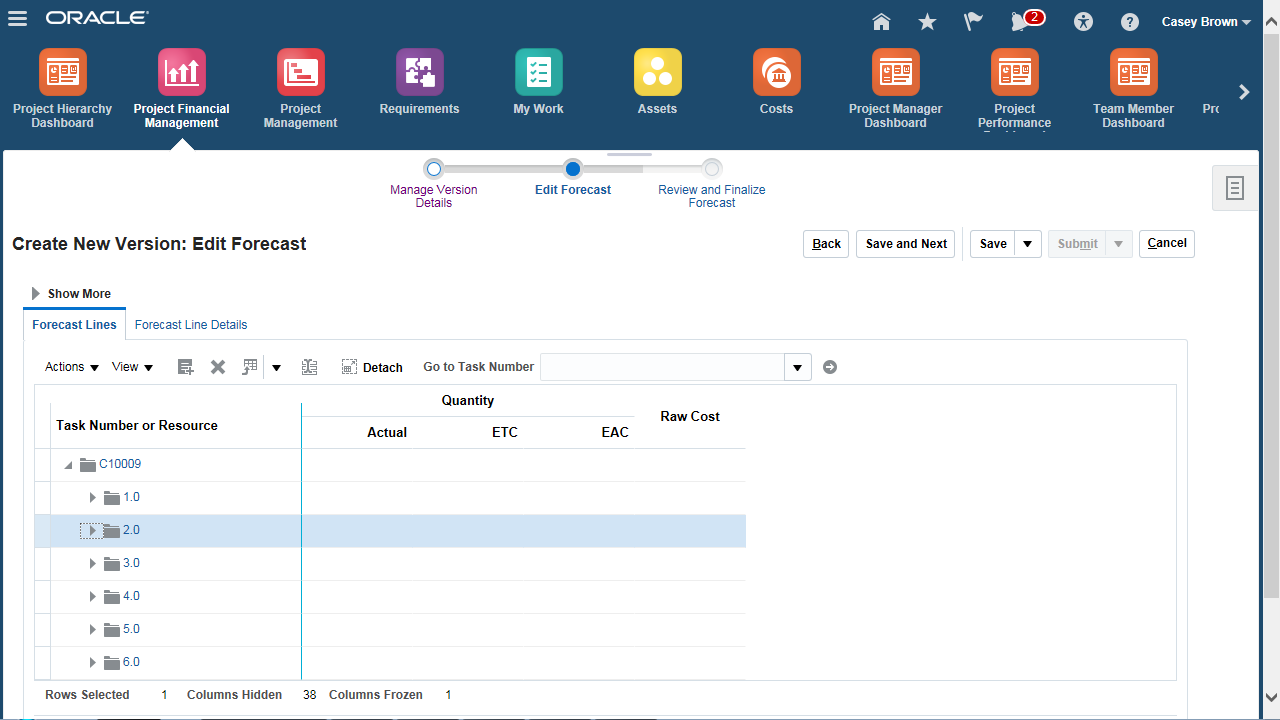 ORACLE
2
Casey Brown
Project Hierarchy
Dashboard
Project Financial
Management
Project
Management
Requirements
My Work
Assets
Costs
Project Manager
Dashboard
Project
Performance
Team Member
Dashboard
Manage Version
Details
Edit Forecast
Review and Finalize
Forecast
Create New Version: Edit Forecast
Back
Save and Next
Save
Submit
Cancel
Show More
Forecast Lines
Forecast Line Details
Actions
View
Detach
Go to Task Number
Quantity
Raw Cost
Task Number or Resource
Actual
ETC
EAC
C10009
1.0
2.0
3.0
4.0
5.0
6.0
Rows Selected 1 Columns Hidden 38 Columns Frozen 1